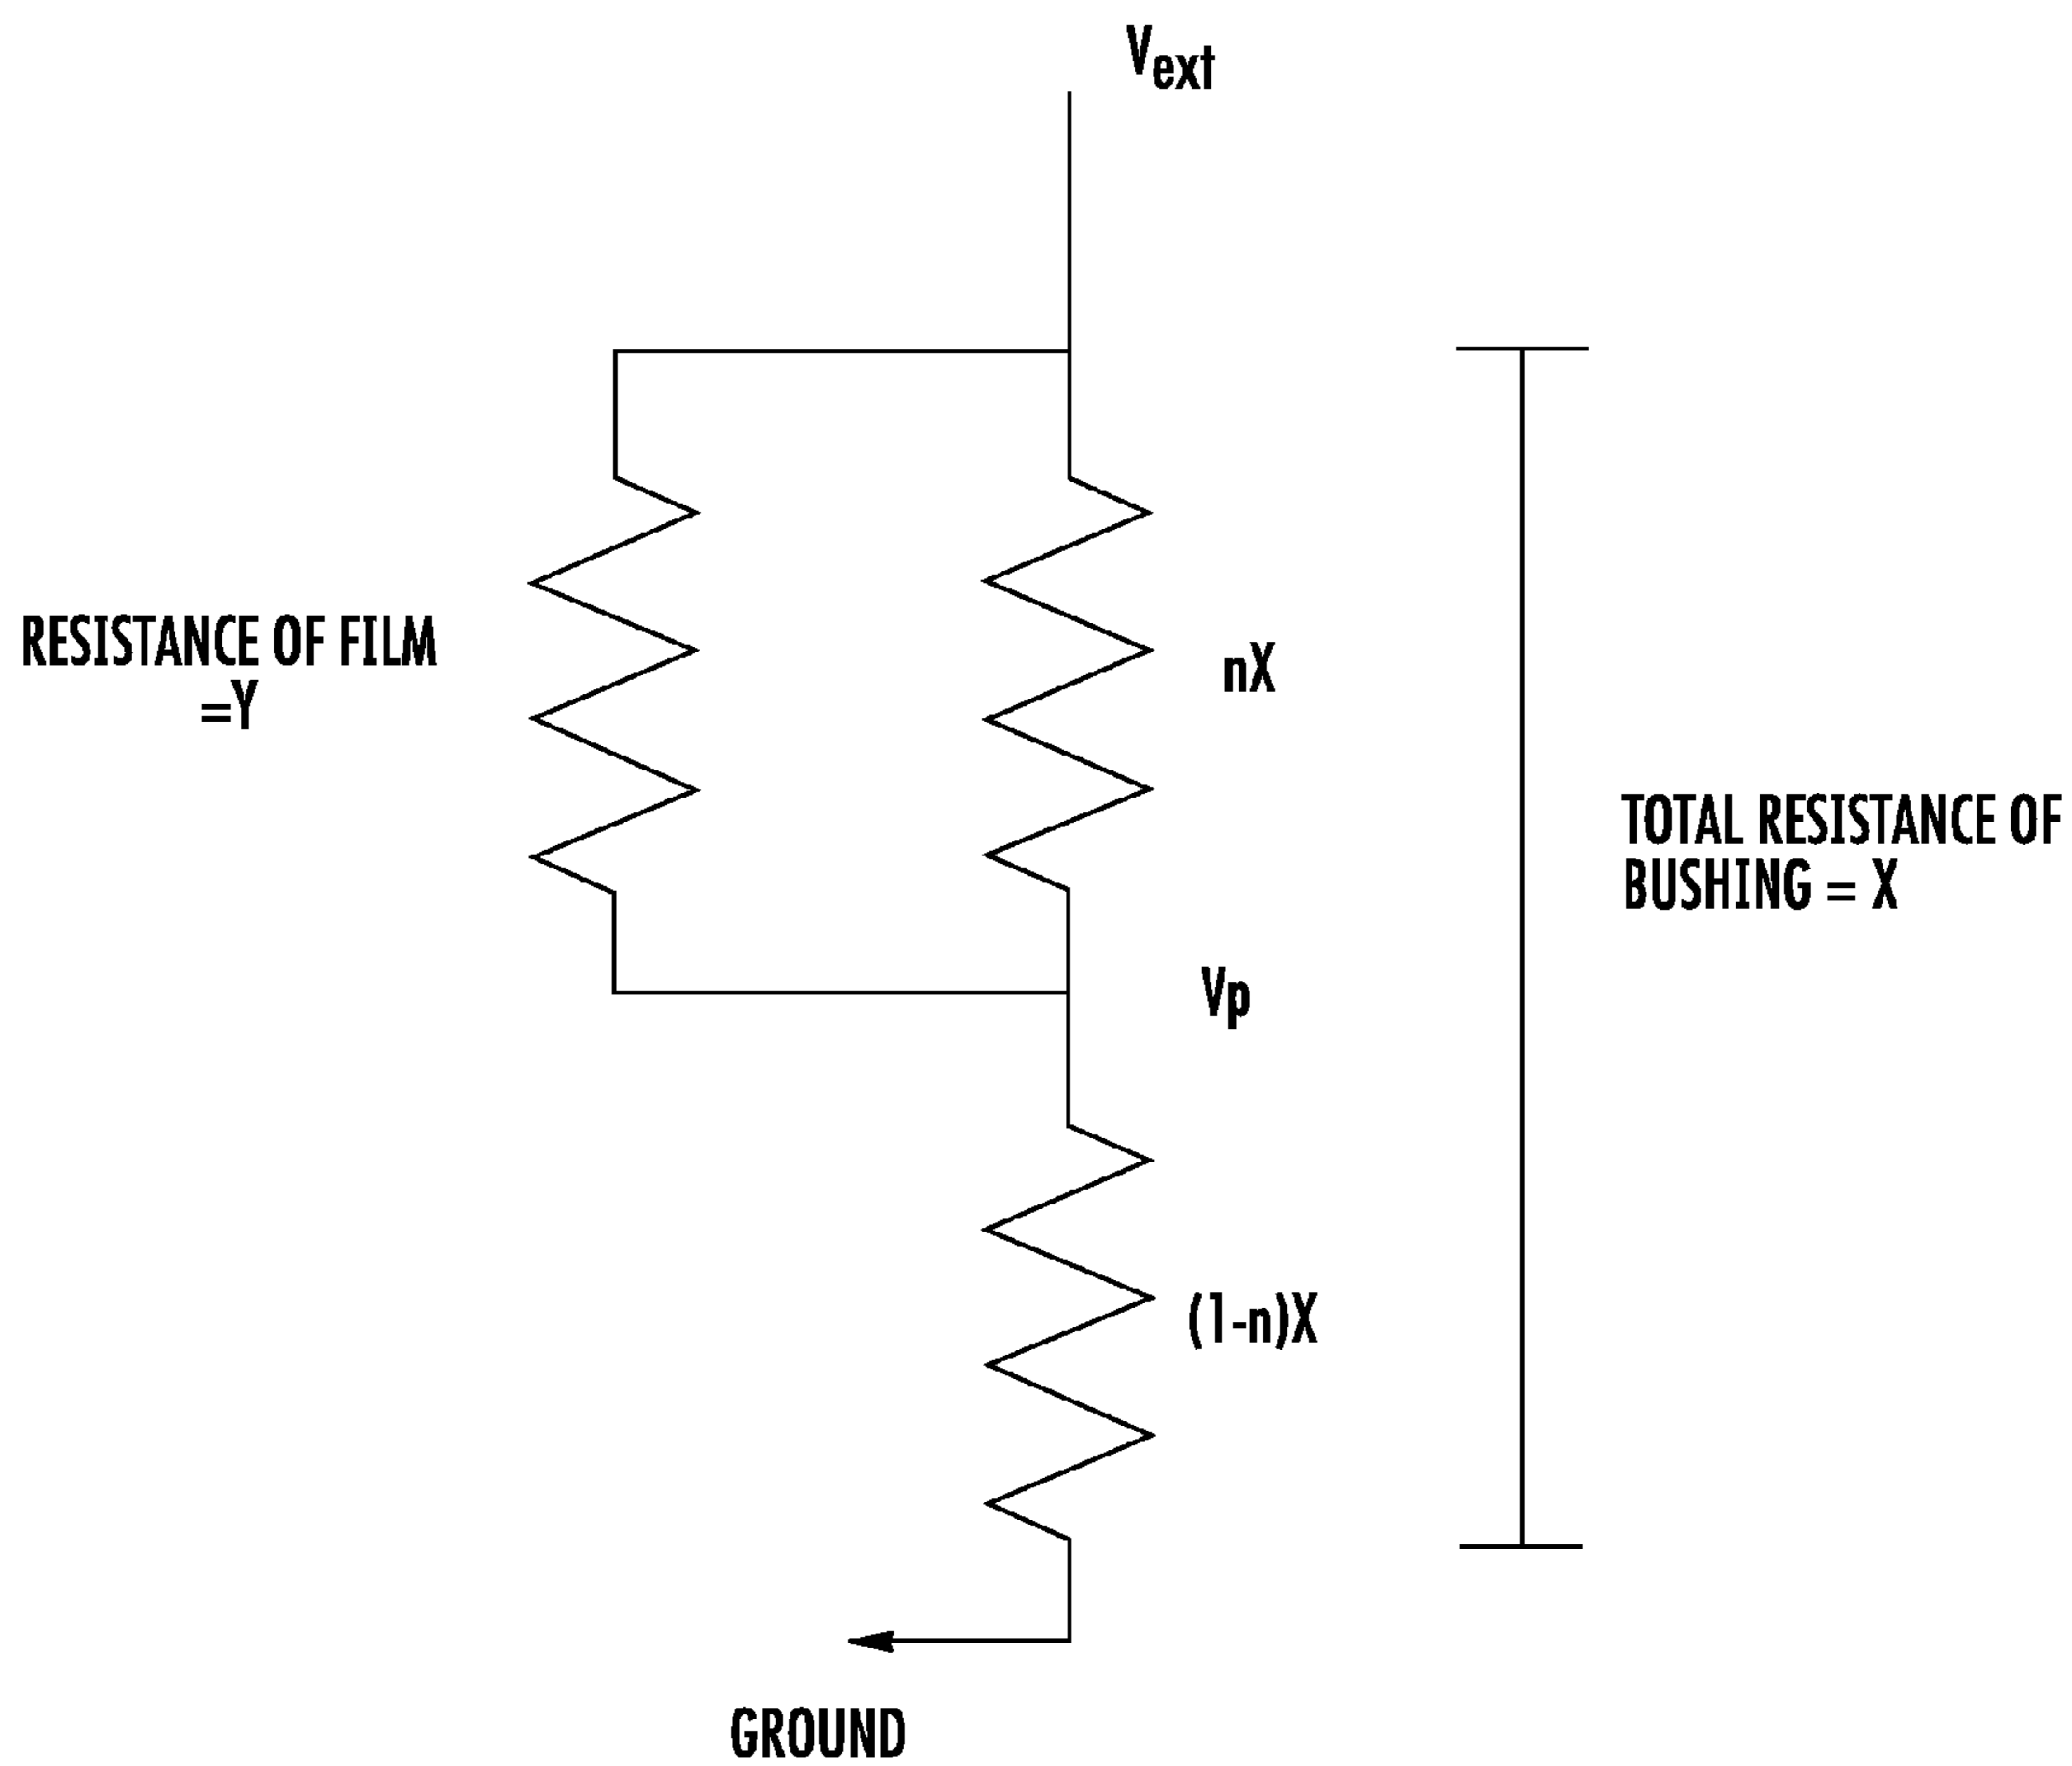 Vext
RESISTANCE OF FILM
=Y
nX
TOTAL RESISTANCE OF
BUSHING = X
Vp
(1-n)X
GROUND